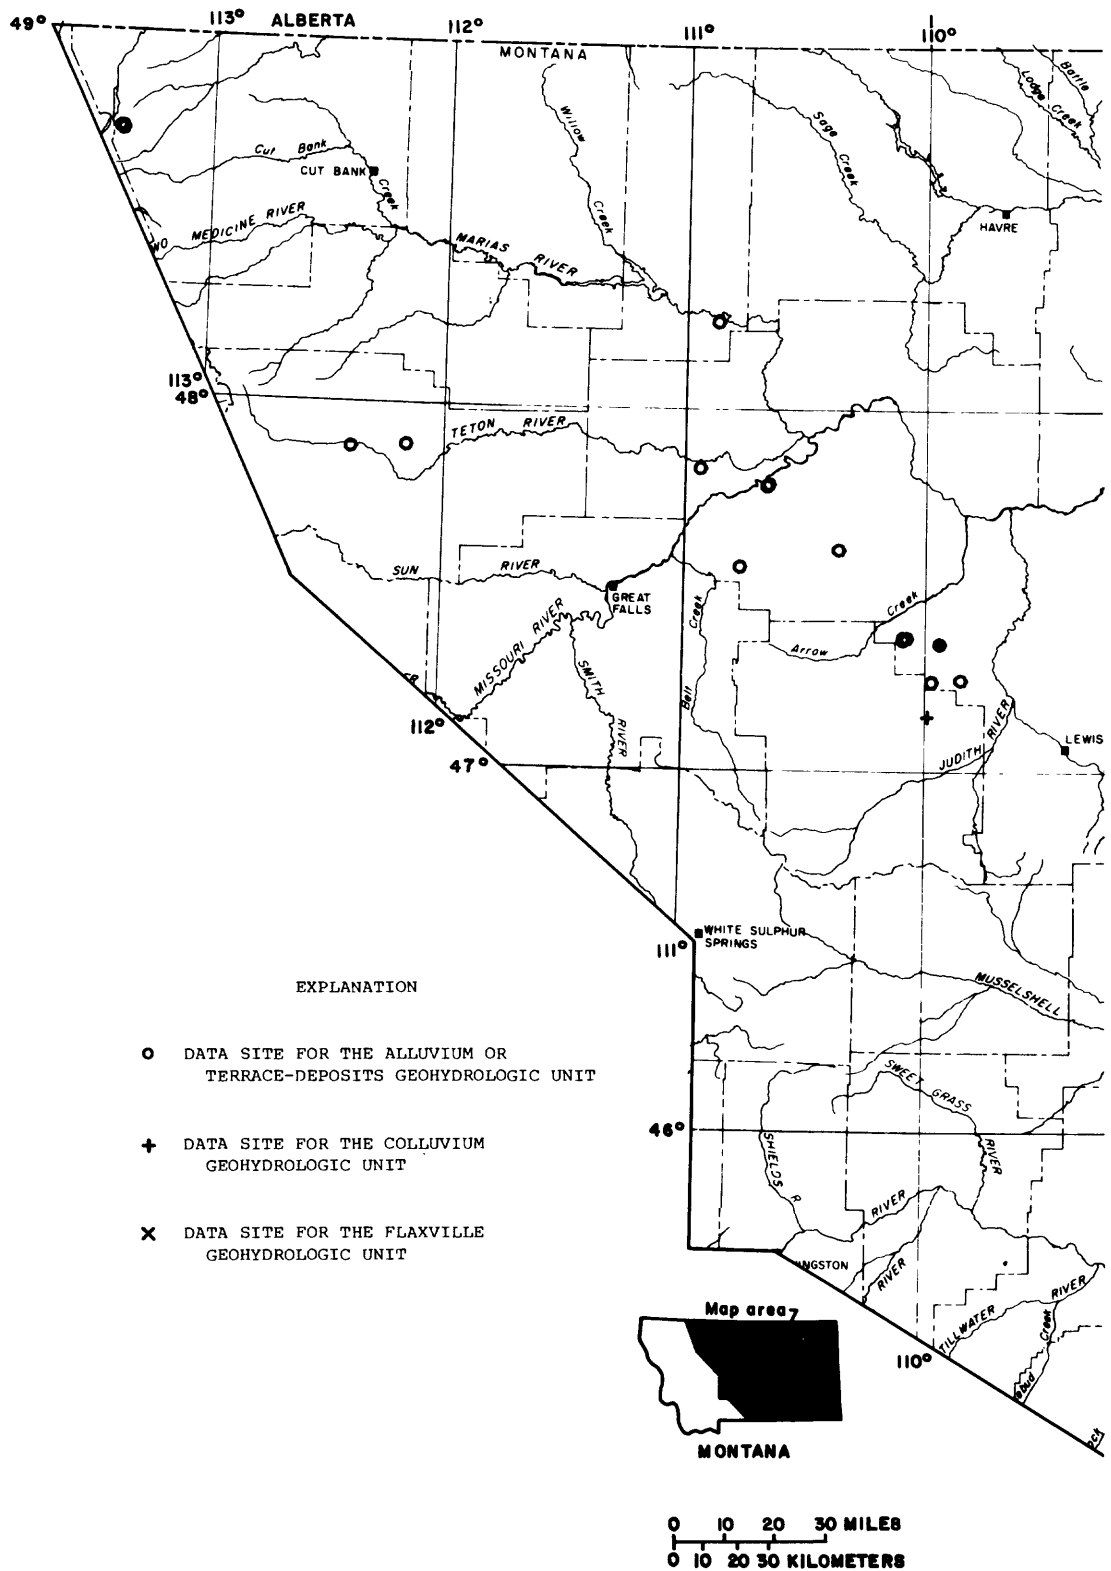 49°
113°
ALBERTA
112°
111°
110°
MONTANA
Battle
Lodge Creek
Willow
Creek
Sage
Creek
Cut Bank
CUT BANK
Creek
HAVRE
WO MEDICINE RIVER
MARIAS
RIVER
113°
48°
TETON RIVER
SUN RIVER
GREAT
FALLS
Creek
Arrow
MISSOURI RIVER
SMITH
RIVER
Bell
Creek
112°
47°
JUDITH
RIVER
LEWIS
111°
WHITE SULPHUR
SPRINGS
MUSSELSHELL
EXPLANATION
DATA SITE FOR THE ALLUVIUM OR
TERRACE-DEPOSITS GEOHYDROLOGIC UNIT
SWEET GRASS
RIVER
46°
SHIELDS R
DATA SITE FOR THE COLLUVIUM
GEOHYDROLOGIC UNIT
DATA SITE FOR THE FLAXVILLE
GEOHYDROLOGIC UNIT
RIVER
INGSTON
RIVER
RIVER
TILLWATER
Creek
ebud
110°
Map area
MONTANA
0 10 20 30 MILES
0 10 20 30 KILOMETERS